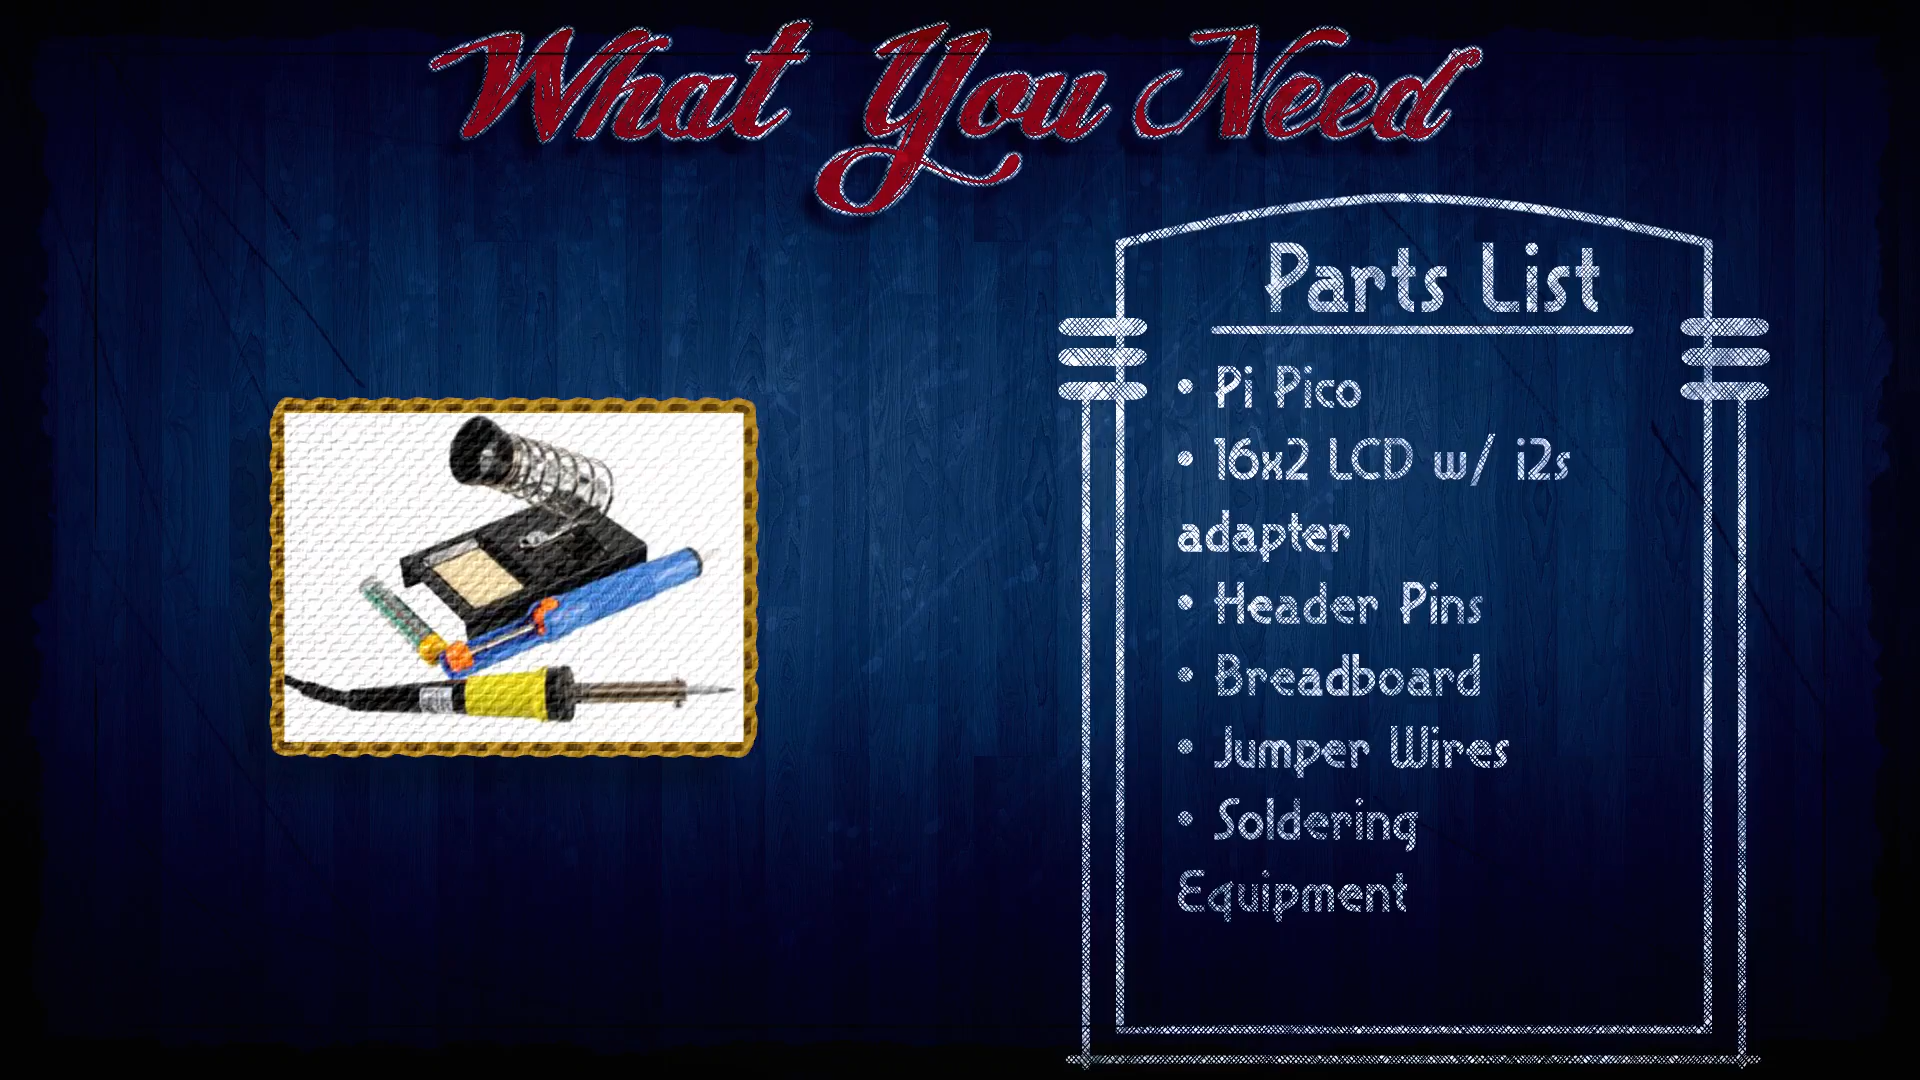 What You Need
Parts List
• Pi Pico
• 16x2 LCD w/ i2s
adapter
• Header Pins
• Breadboard
• Jumper Wires
• Soldering
Equipment